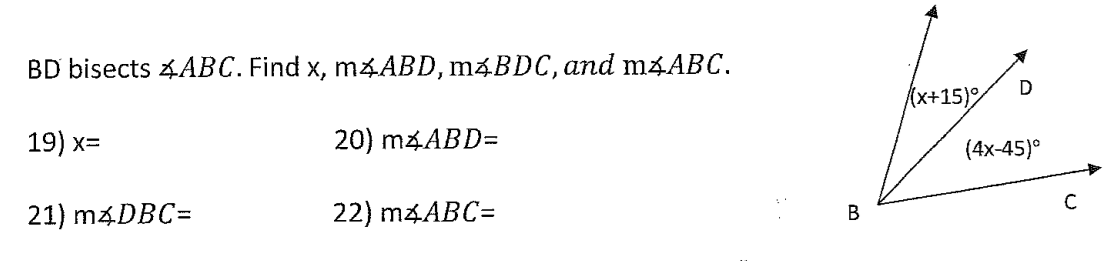 BD bisects ∡ABC. Find x, m∡ABD, m∡BDC, and m∡ABC.
19) x=
20) m∡ABD=
21) m∡DBC=
22) m∡ABC=
(x+15)°
D
(4x-45)°
B
C